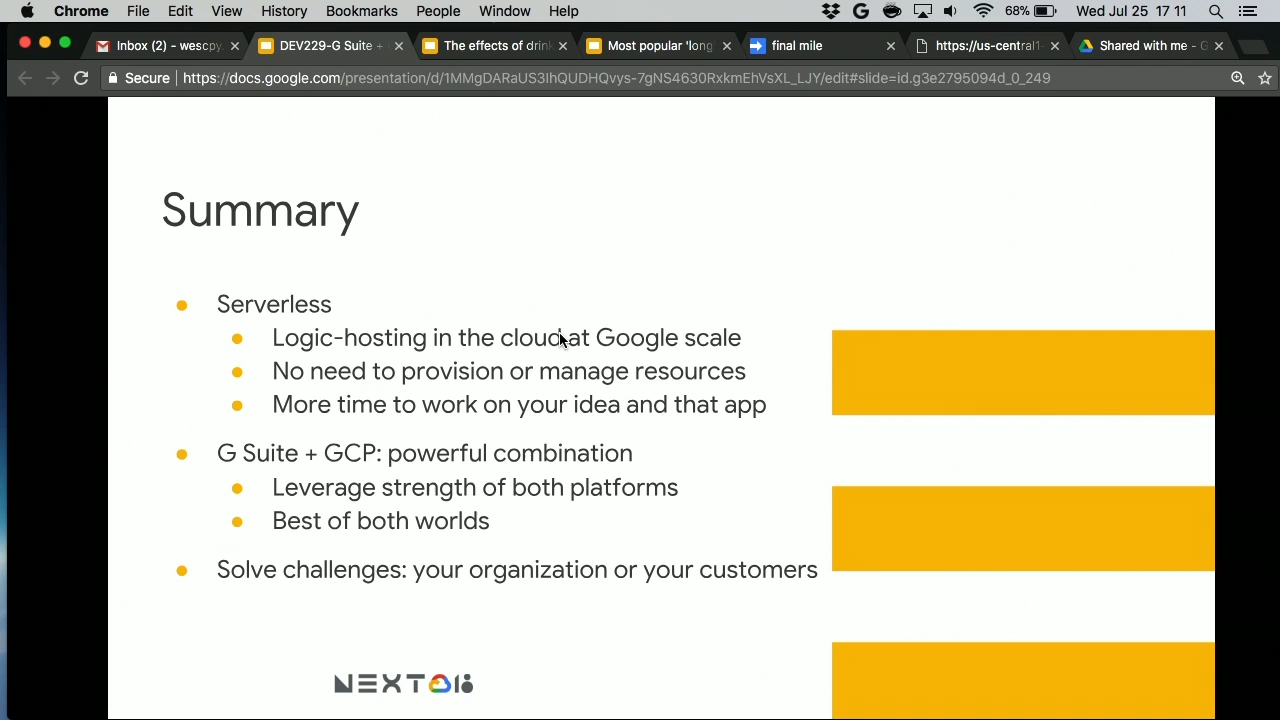 Chrome File Edit View History Bookmarks People Window Help 68% Wed Jul 25 17 11
Inbox (2) - wescpy
DEV229-G Suite +
The effects of drin
Most popular 'long
final mile
https://us-central1-
Shared with me - G
Secure https://docs.google.com/presentation/d/1MMgDARaUS3IhQUDHQvys-7gNS4630RxkmEhVsXL_LJY/edit#slide=id.g3e2795094d_0_249
Summary
Serverless
Logic-hosting in the cloud at Google scale
No need to provision or manage resources
More time to work on your idea and that app
G Suite + GCP: powerful combination
Leverage strength of both platforms
Best of both worlds
Solve challenges: your organization or your customers
NEXT 18